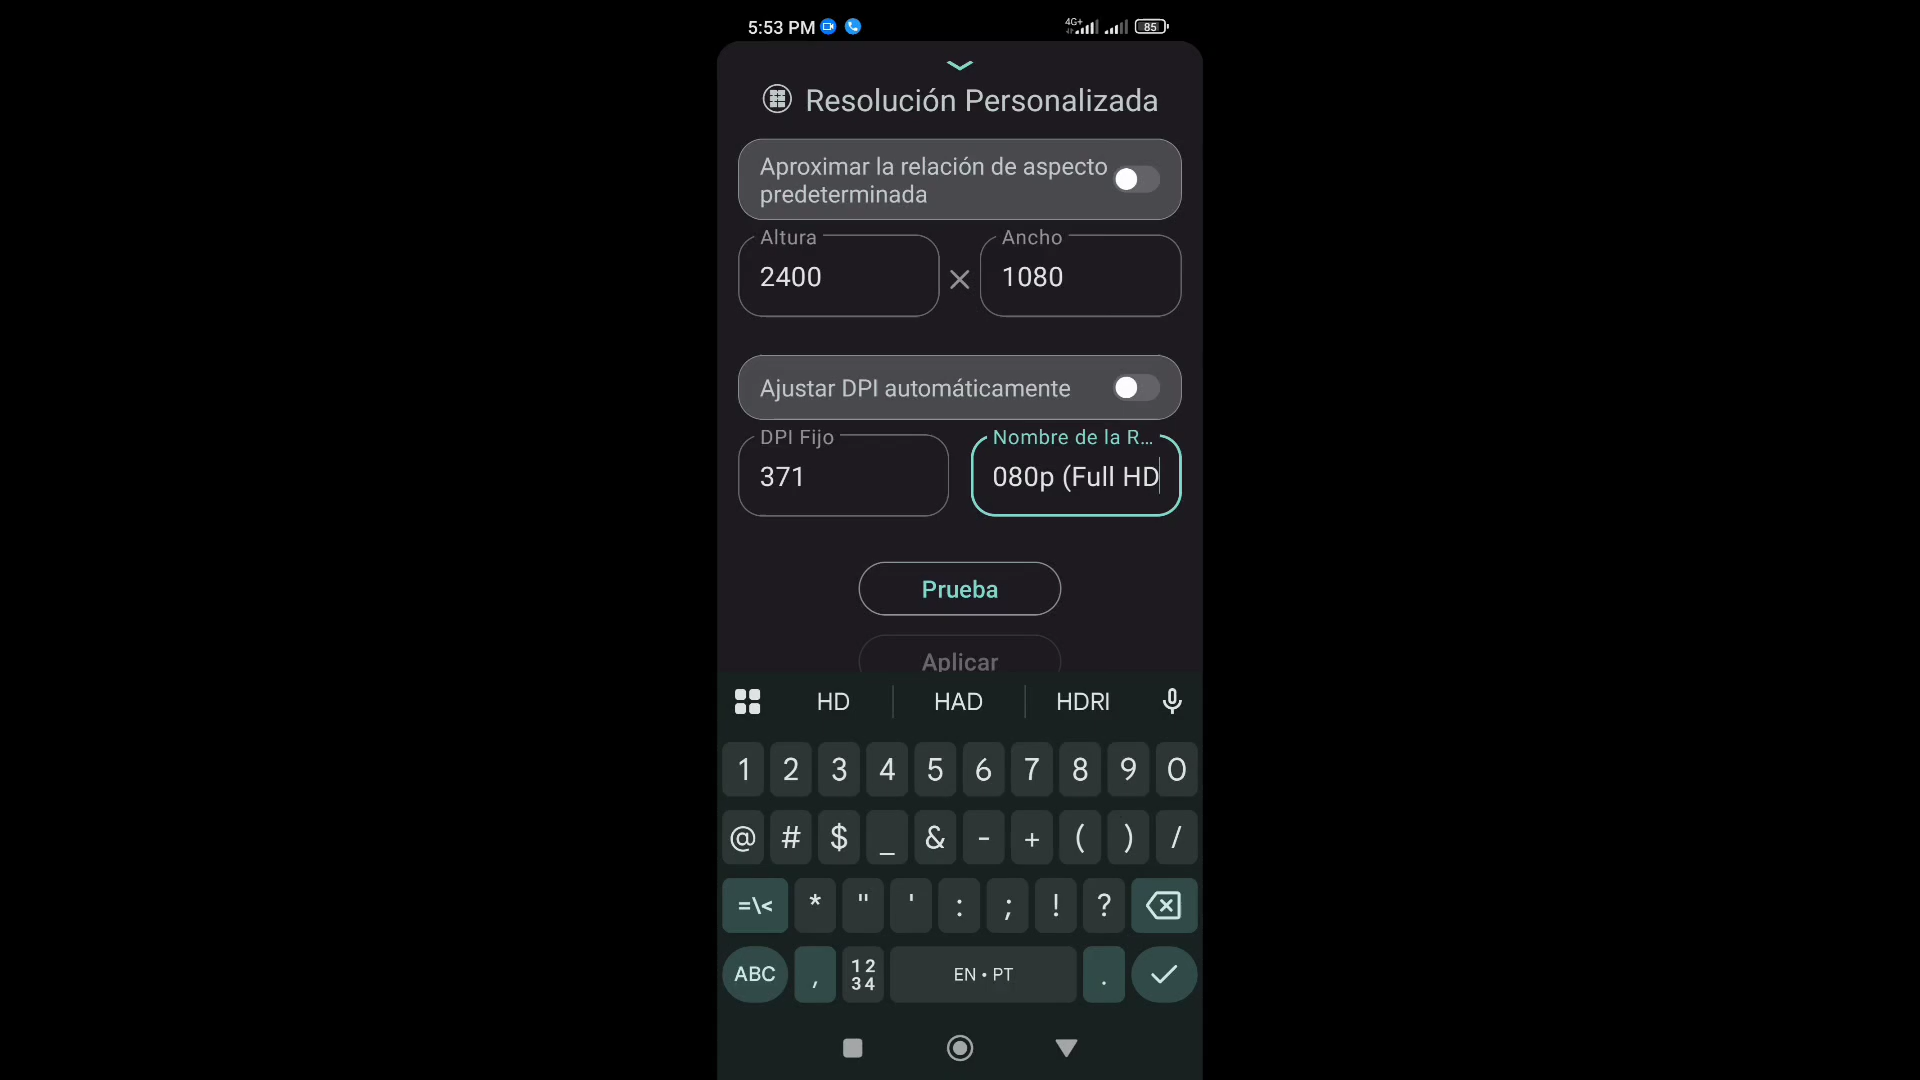 5:53 PM 4G+ 85
Resolución Personalizada
Aproximar la relación de aspecto
predeterminada
Altura Ancho
2400 × 1080
Ajustar DPI automáticamente
DPI Fijo Nombre de la R...
371 080p (Full HD
Prueba
Aplicar
HD HAD HDRI
1 2 3 4 5 6 7 8 9 0
@ # $ _ & - + ( ) /
=\< * " ' : ; ! ?
ABC , 12 EN • PT .
34